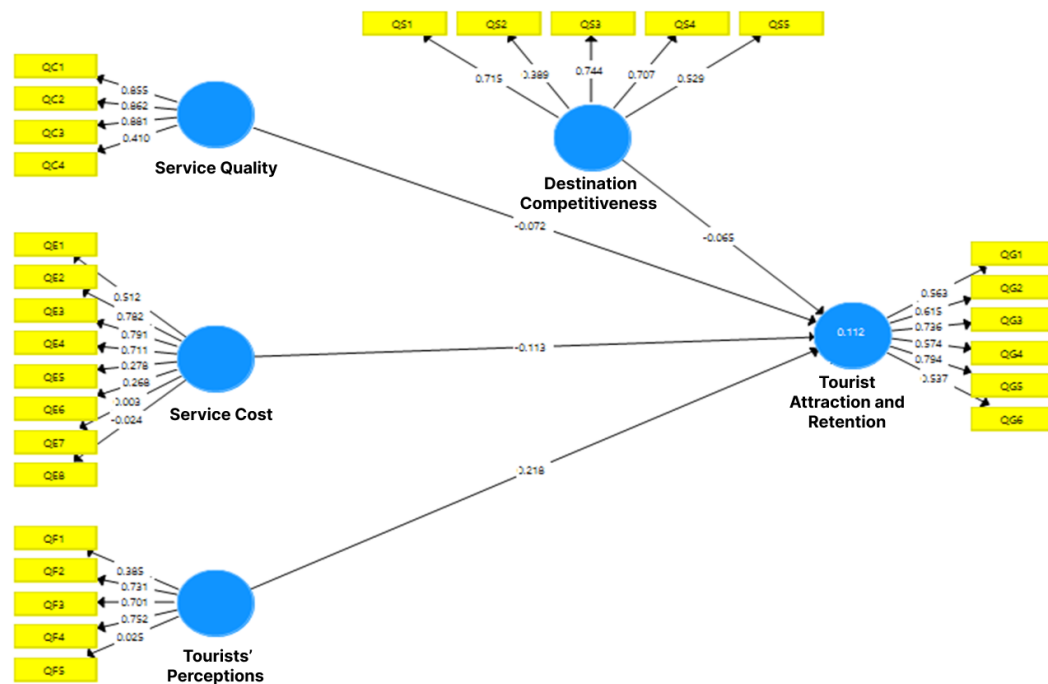 QS1
QS2
QS3
QS4
QS5
0.715
0.389
0.744
0.707
0.529
Destination
Competitiveness
QC1
QC2
QC3
QC4
0.855
0.862
0.881
0.410
Service Quality
-0.072
-0.065
QE1
QE2
QE3
QE4
QE5
QE6
QE7
QE8
0.512
0.782
0.791
0.711
0.278
0.268
0.003
-0.024
Service Cost
-0.113
QG1
QG2
QG3
QG4
QG5
QG6
0.563
0.615
0.736
0.574
0.794
0.537
0.112
Tourist
Attraction and
Retention
0.218
QF1
QF2
QF3
QF4
QF5
0.385
0.731
0.701
0.752
0.025
Tourists’
Perceptions